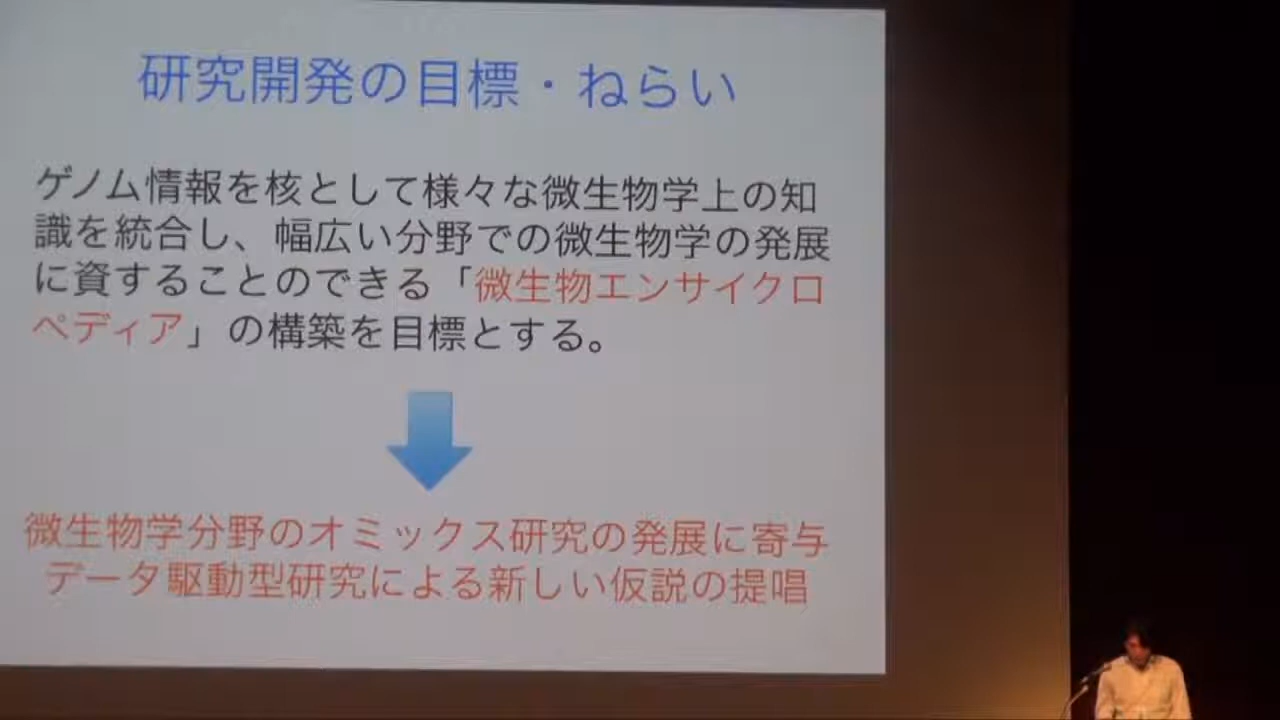 研究開発の目標・ねらい
ゲノム情報を核として様々な微生物学上の知
識を統合し、幅広い分野での微生物学の発展
に資することのできる「微生物エンサイクロ
ペディア」の構築を目標とする。
微生物学分野のオミックス研究の発展に寄与
データ駆動型研究による新しい仮説の提唱